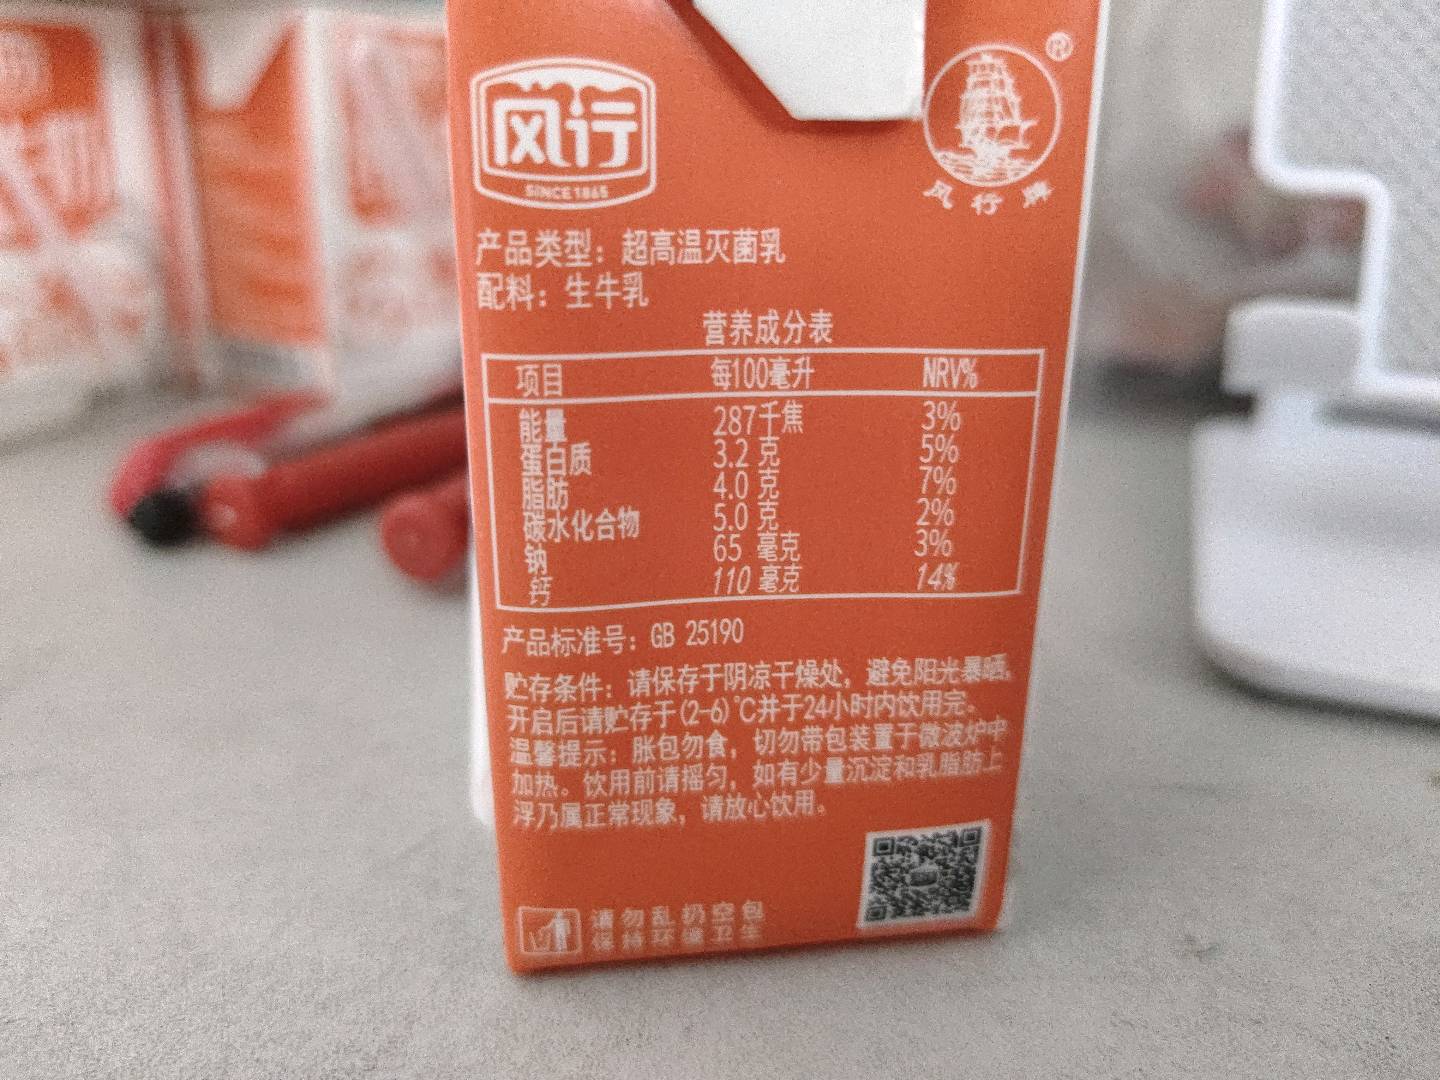 风行
SINCE 1865
®
风行牌
产品类型：超高温灭菌乳
配料：生牛乳
营养成分表
项目 每100毫升 NRV%
能量 287千焦 3%
蛋白质 3.2 克 5%
脂肪 4.0 克 7%
碳水化合物 5.0 克 2%
钠 65 毫克 3%
钙 110 毫克 14%
产品标准号：GB 25190
贮存条件：请保存于阴凉干燥处，避免阳光暴晒，
开启后请贮存于(2-6)℃并于24小时内饮用完。
温馨提示：胀包勿食，切勿带包装置于微波炉中
加热。饮用前请摇匀，如有少量沉淀和乳脂肪上
浮乃属正常现象，请放心饮用。
请勿乱扔空包
保持环境卫生